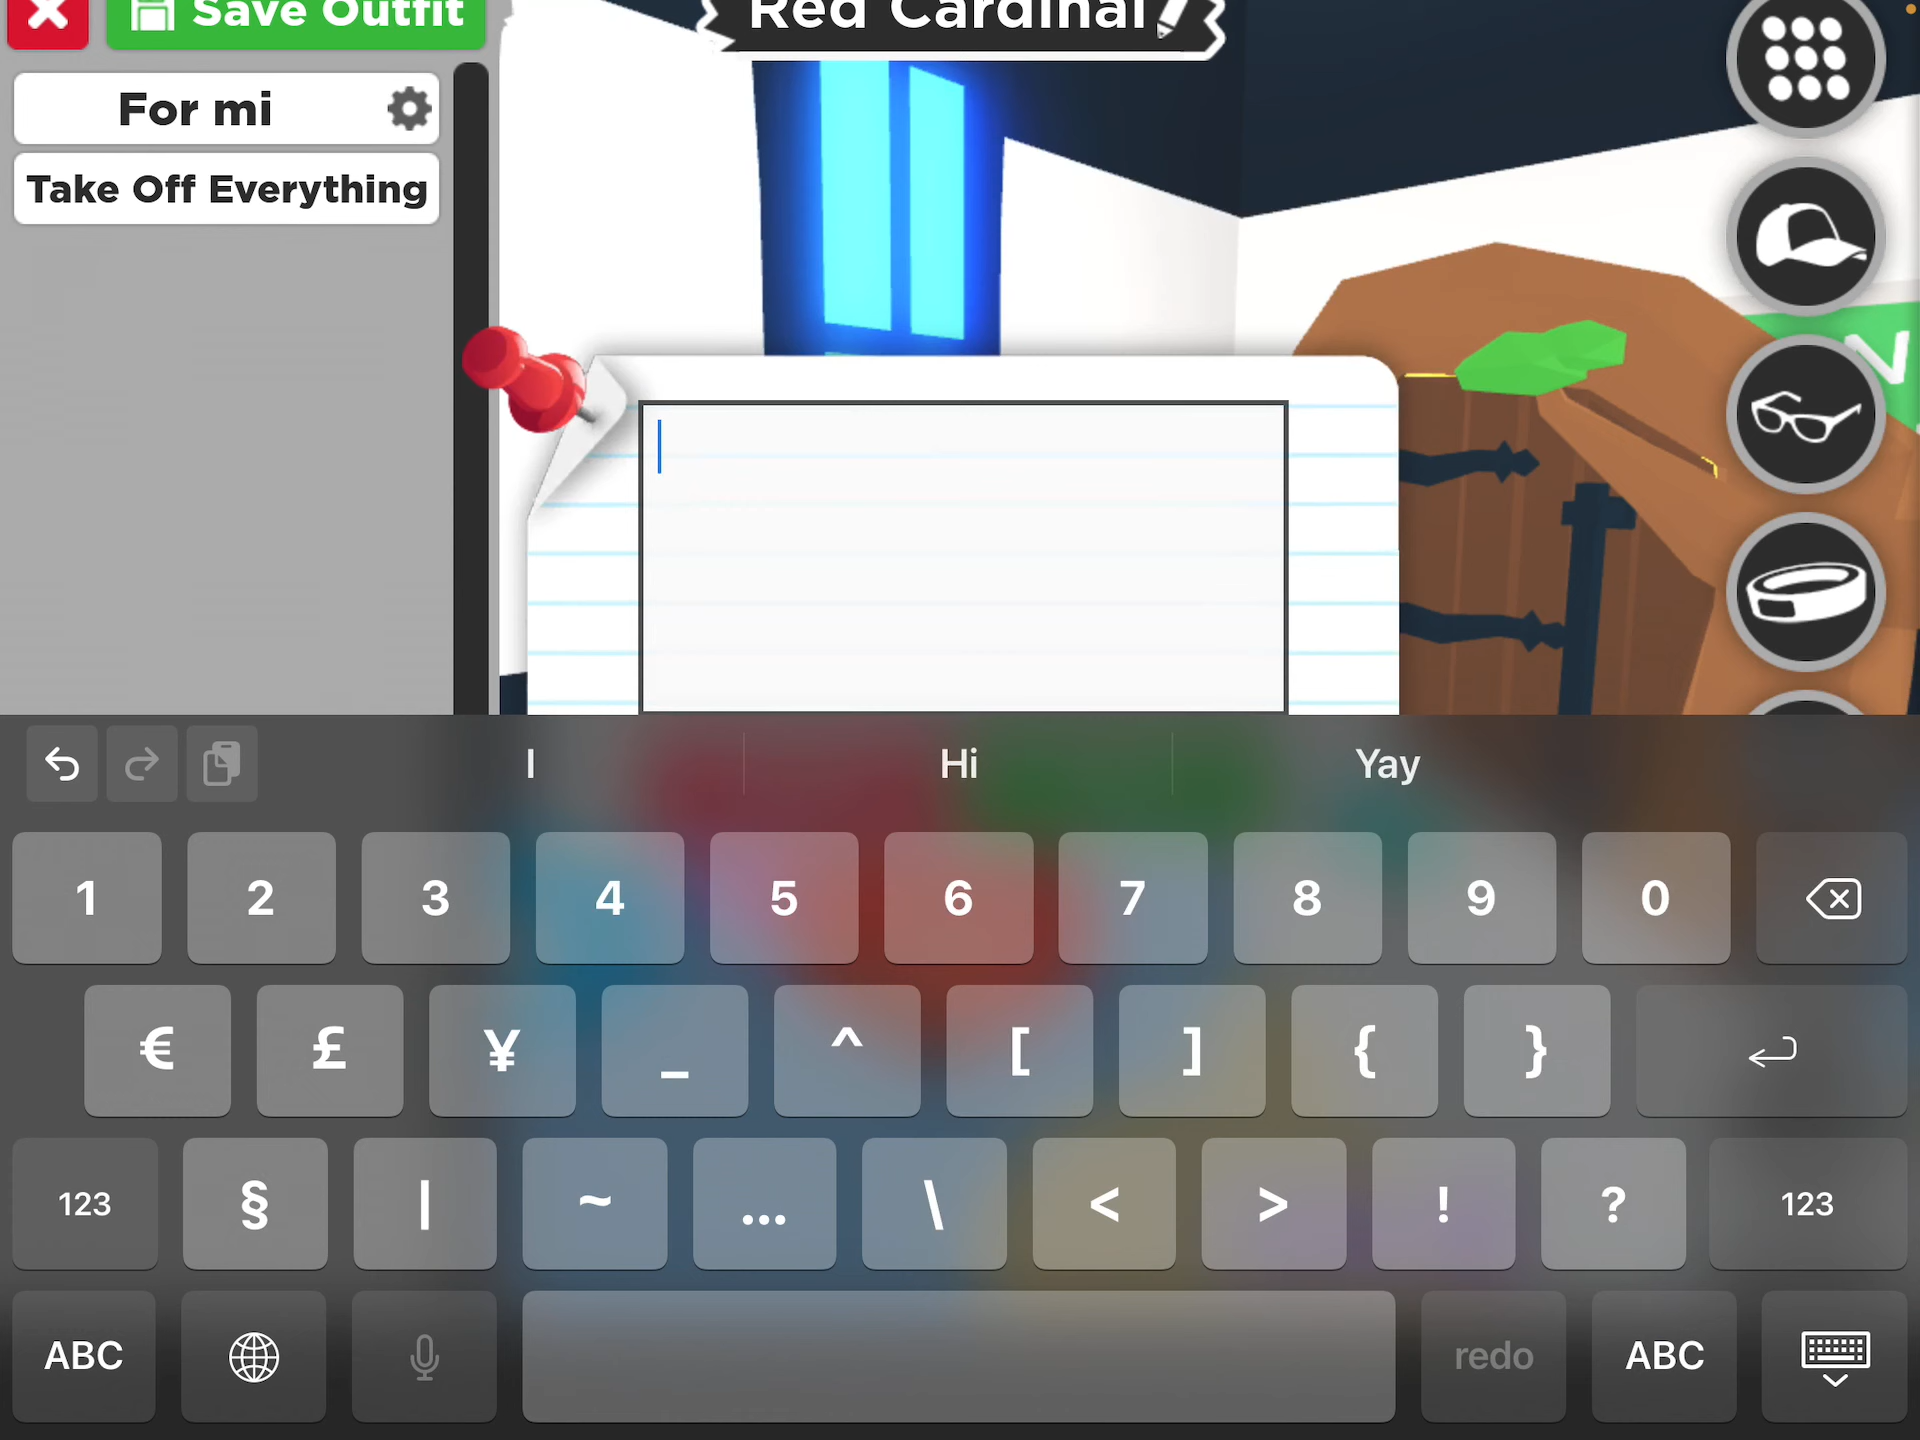 Save Outfit
Red Cardinal
For mi
Take Off Everything
I Hi Yay
1 2 3 4 5 6 7 8 9 0
€ £ ¥ _ ^ [ ] { }
123 § | ~ … \ < > ! ? 123
ABC redo ABC